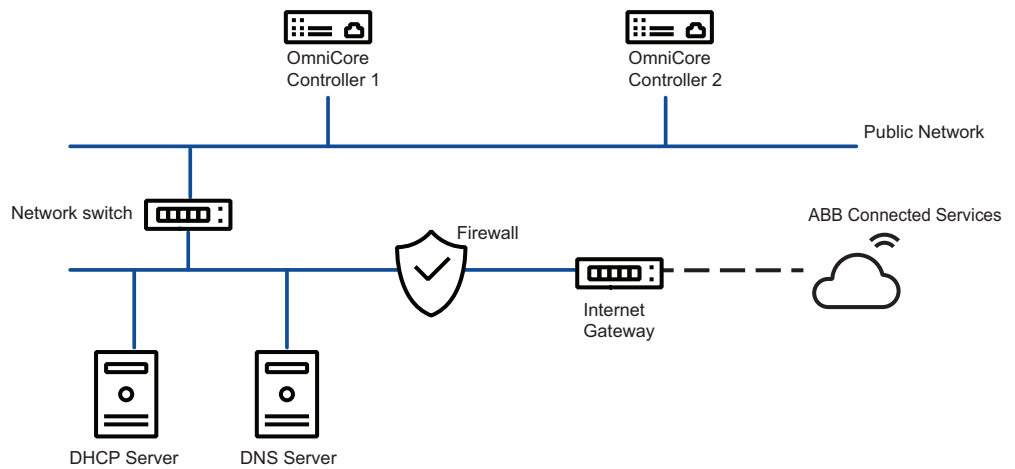 OmniCore
Controller 1
OmniCore
Controller 2
Public Network
Network switch
ABB Connected Services
Firewall
Internet
Gateway
DHCP Server
DNS Server